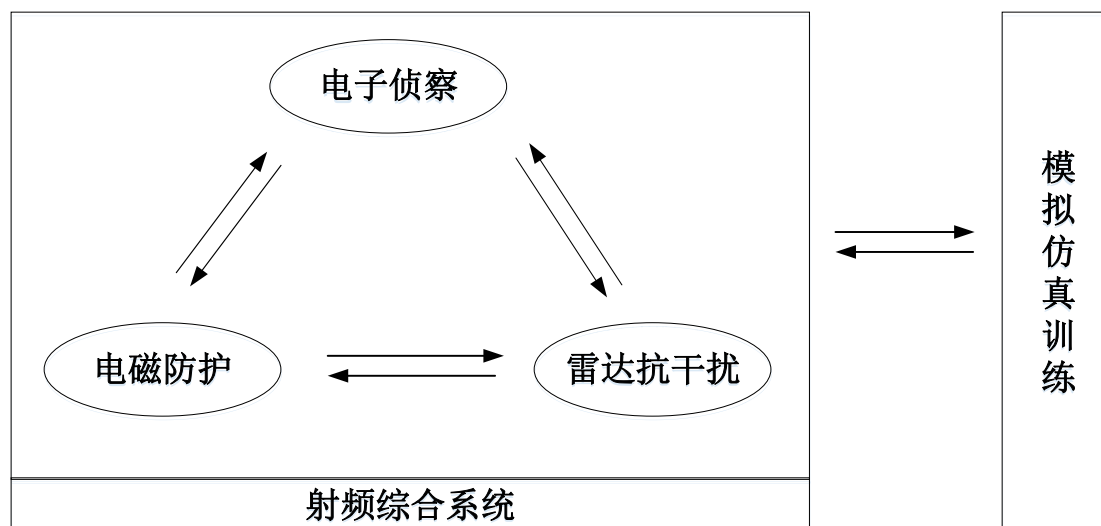 电子侦察
电磁防护
雷达抗干扰
射频综合系统
模拟仿真训练